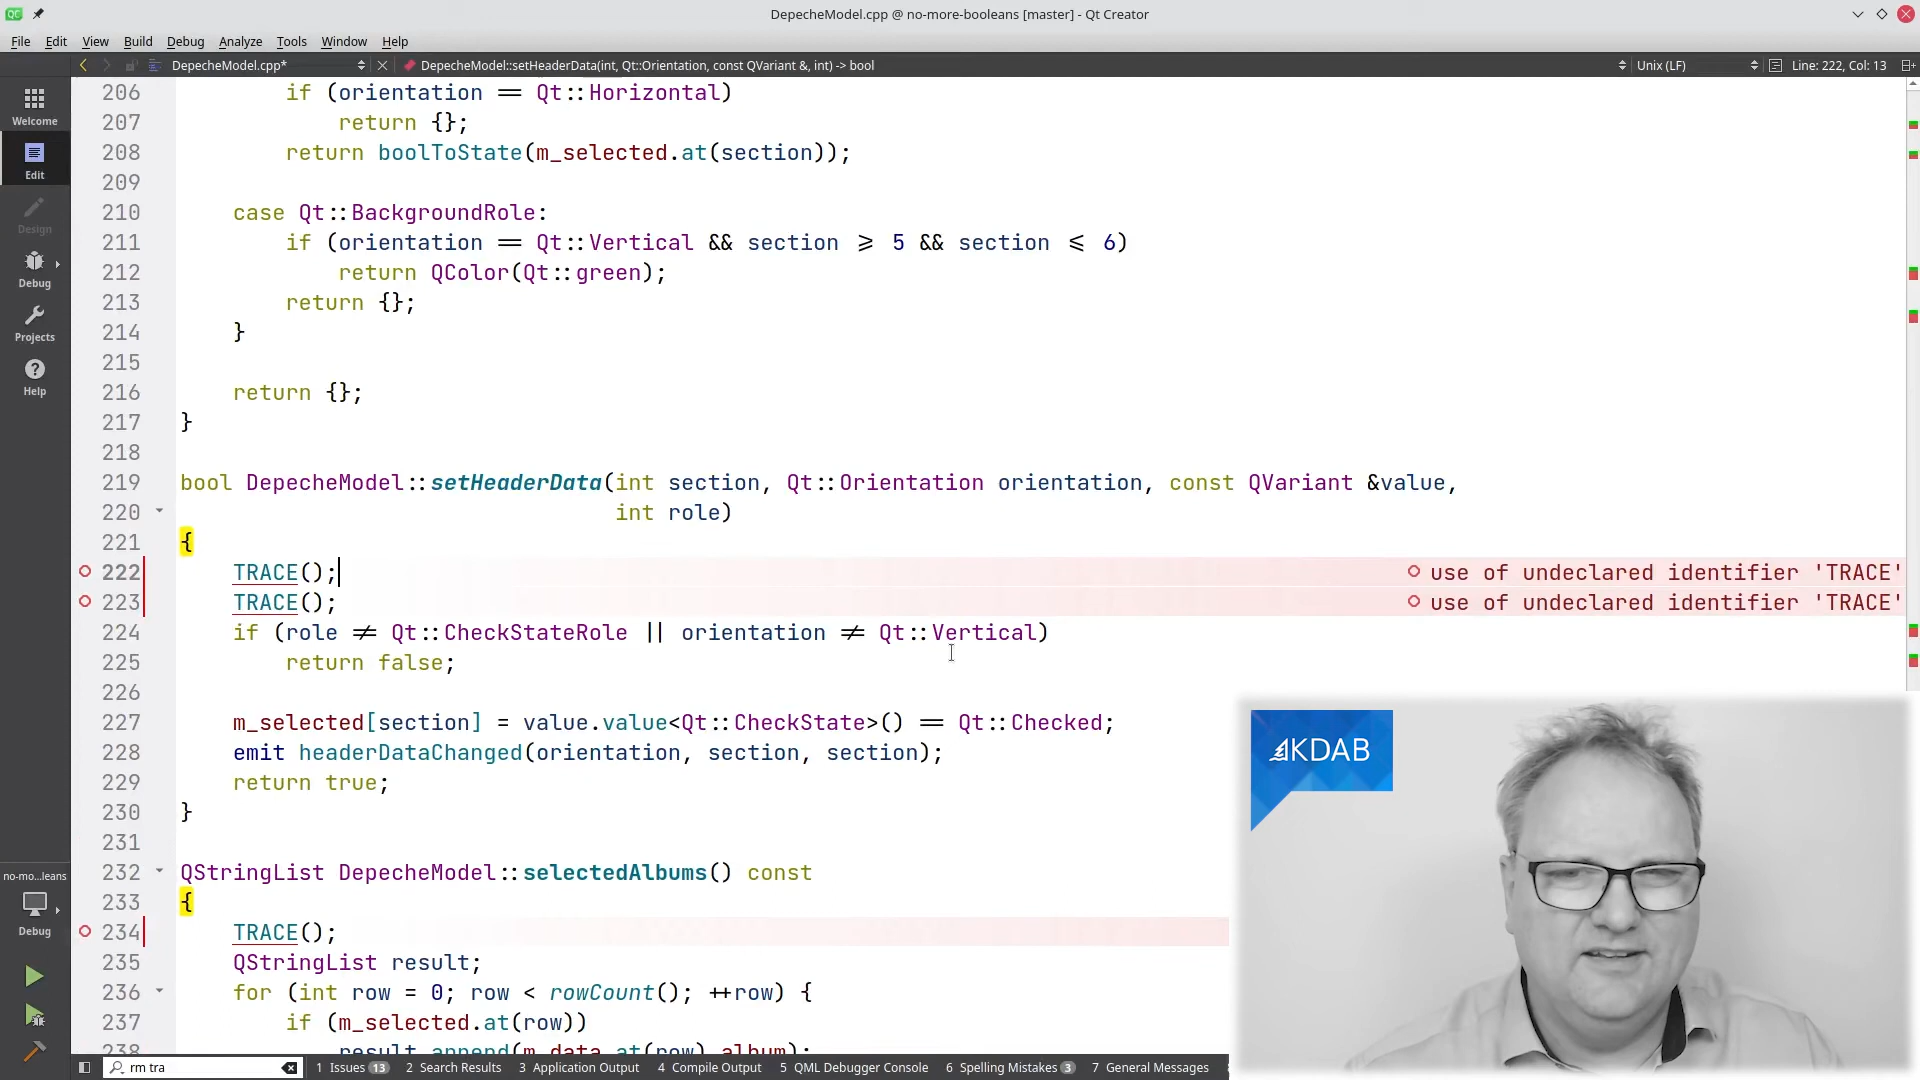 QC
DepecheModel.cpp @ no-more-booleans [master] - Qt Creator
File Edit View Build Debug Analyze Tools Window Help
DepecheModel.cpp* DepecheModel::setHeaderData(int, Qt::Orientation, const QVariant &, int) -> bool Unix (LF) Line: 222, Col: 13
Welcome
Edit
Design
Debug
Projects
Help
no-mo...leans
Debug
206 if (orientation == Qt::Horizontal)
207 return {};
208 return boolToState(m_selected.at(section));
209
210 case Qt::BackgroundRole:
211 if (orientation == Qt::Vertical && section >= 5 && section <= 6)
212 return QColor(Qt::green);
213 return {};
214 }
215
216 return {};
217 }
218
219 bool DepecheModel::setHeaderData(int section, Qt::Orientation orientation, const QVariant &value,
220 int role)
221 {
222 TRACE(); use of undeclared identifier 'TRACE'
223 TRACE(); use of undeclared identifier 'TRACE'
224 if (role != Qt::CheckStateRole || orientation != Qt::Vertical)
225 return false;
226
227 m_selected[section] = value.value<Qt::CheckState>() == Qt::Checked;
228 emit headerDataChanged(orientation, section, section);
229 return true;
230 }
231
232 QStringList DepecheModel::selectedAlbums() const
233 {
234 TRACE();
235 QStringList result;
236 for (int row = 0; row < rowCount(); ++row) {
237 if (m_selected.at(row))
238 result.append(m_data.at(row).album);
KDAB
rm tra 1 Issues 13 2 Search Results 3 Application Output 4 Compile Output 5 QML Debugger Console 6 Spelling Mistakes 3 7 General Messages